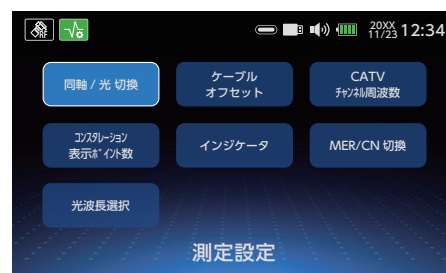 20XX
11/23 12:34
同軸 / 光 切換
ケーブル
オフセット
CATV
ﾁｬﾝﾈﾙ周波数
ｺﾝｽﾀﾚｰｼｮﾝ
表示ﾎﾟｲﾝﾄ数
インジケータ
MER/CN 切換
光波長選択
測定設定